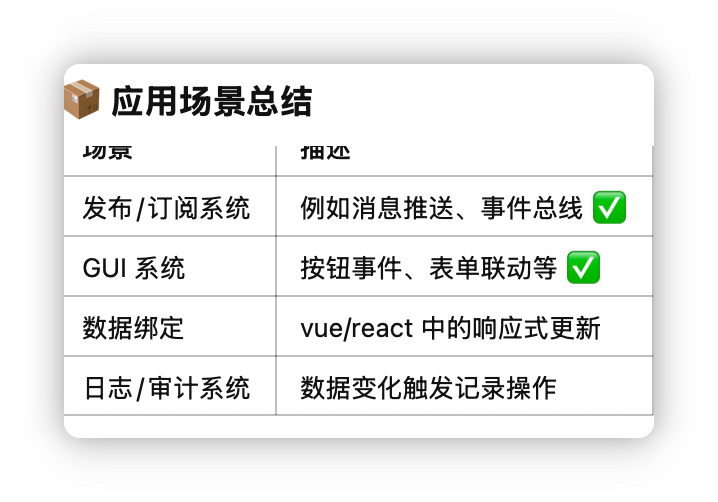 📦 应用场景总结
场景 描述
发布/订阅系统 例如消息推送、事件总线 ✅
GUI 系统 按钮事件、表单联动等 ✅
数据绑定 vue/react 中的响应式更新
日志/审计系统 数据变化触发记录操作